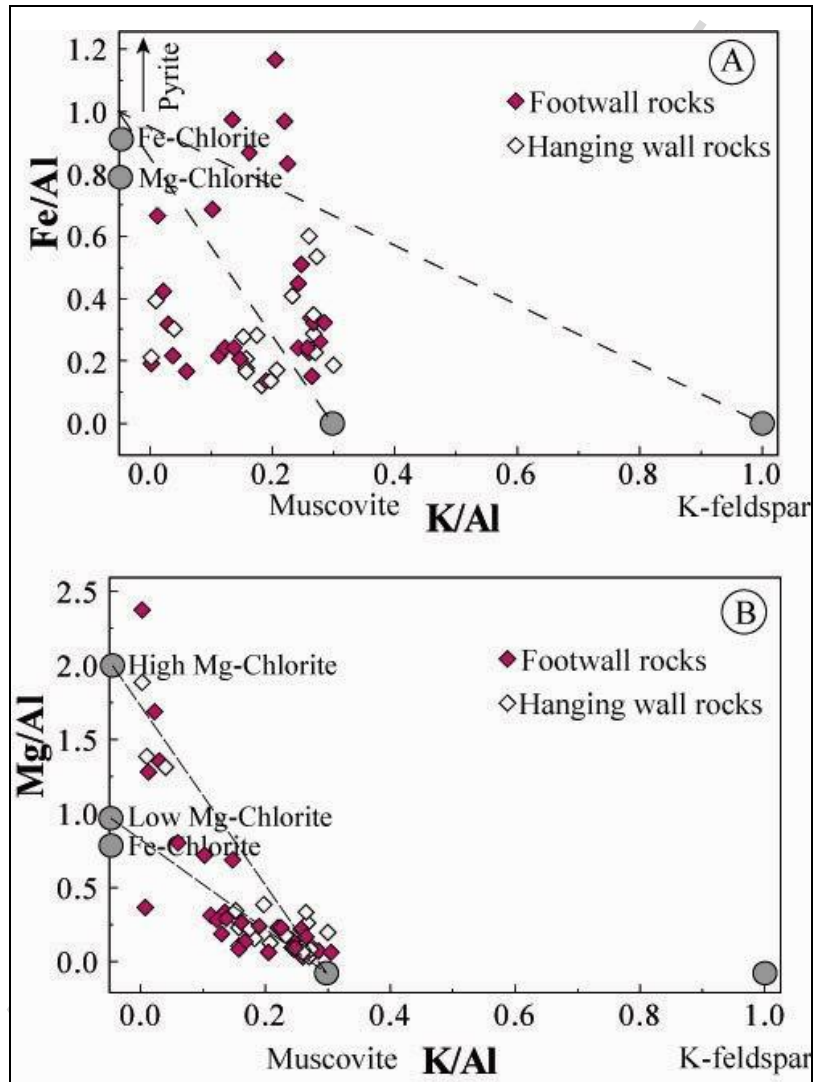 1.2
1.0
0.8
0.6
0.4
0.2
0.0
Fe/Al
Pyrite
A
Footwall rocks
Hanging wall rocks
Fe-Chlorite
Mg-Chlorite
0.0 0.2 0.4 0.6 0.8 1.0
Muscovite K/Al K-feldspar
2.5
2.0
1.5
1.0
0.5
0.0
Mg/Al
B
Footwall rocks
Hanging wall rocks
High Mg-Chlorite
Low Mg-Chlorite
Fe-Chlorite
0.0 0.2 0.4 0.6 0.8 1.0
Muscovite K/Al K-feldspar